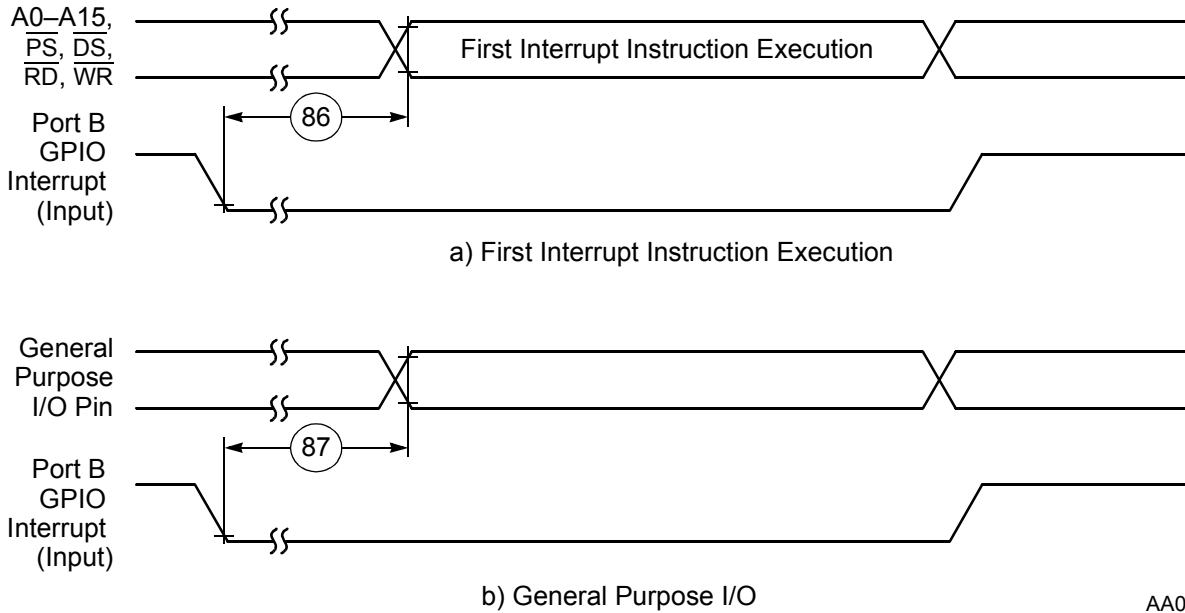 A0–A15,
PS, DS,
RD, WR
First Interrupt Instruction Execution
86
Port B
GPIO
Interrupt
(Input)
a) First Interrupt Instruction Execution
General
Purpose
I/O Pin
87
Port B
GPIO
Interrupt
(Input)
b) General Purpose I/O
AA0